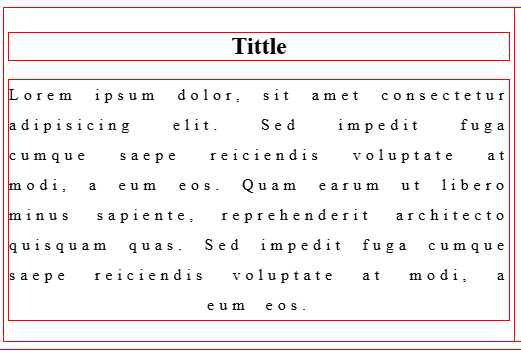 Tittle
Lorem ipsum dolor, sit amet consectetur
adipisicing elit. Sed impedit fuga
cumque saepe reiciendis voluptate at
modi, a eum eos. Quam earum ut libero
minus sapiente, reprehenderit architecto
quisquam quas. Sed impedit fuga cumque
saepe reiciendis voluptate at modi, a
eum eos.